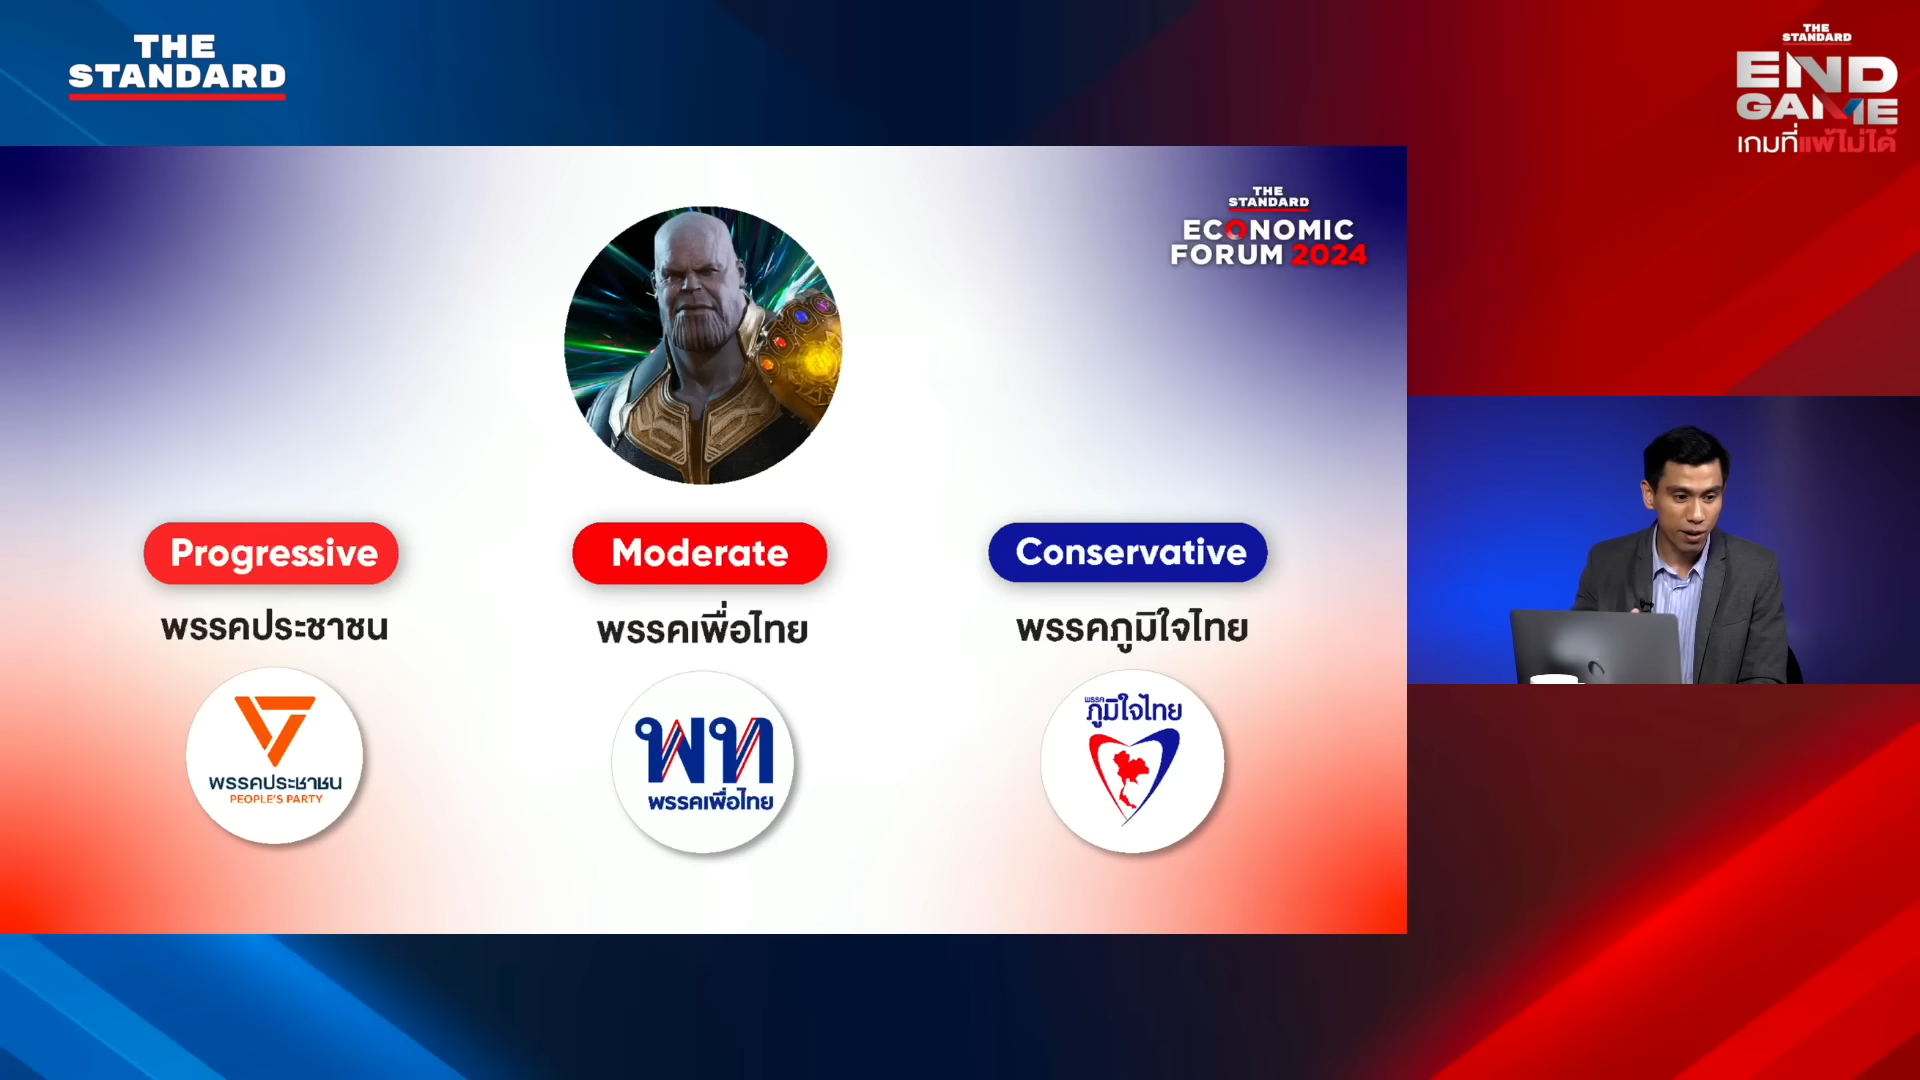 THE
STANDARD
THE
STANDARD
END
GAME
เกมที่แพ้ไม่ได้
THE
STANDARD
ECONOMIC
FORUM 2024
Progressive
Moderate
Conservative
พรรคประชาชน
พรรคเพื่อไทย
พรรคภูมิใจไทย
พรรคประชาชน
PEOPLE'S PARTY
พท
พรรคเพื่อไทย
พรรค
ภูมิใจไทย